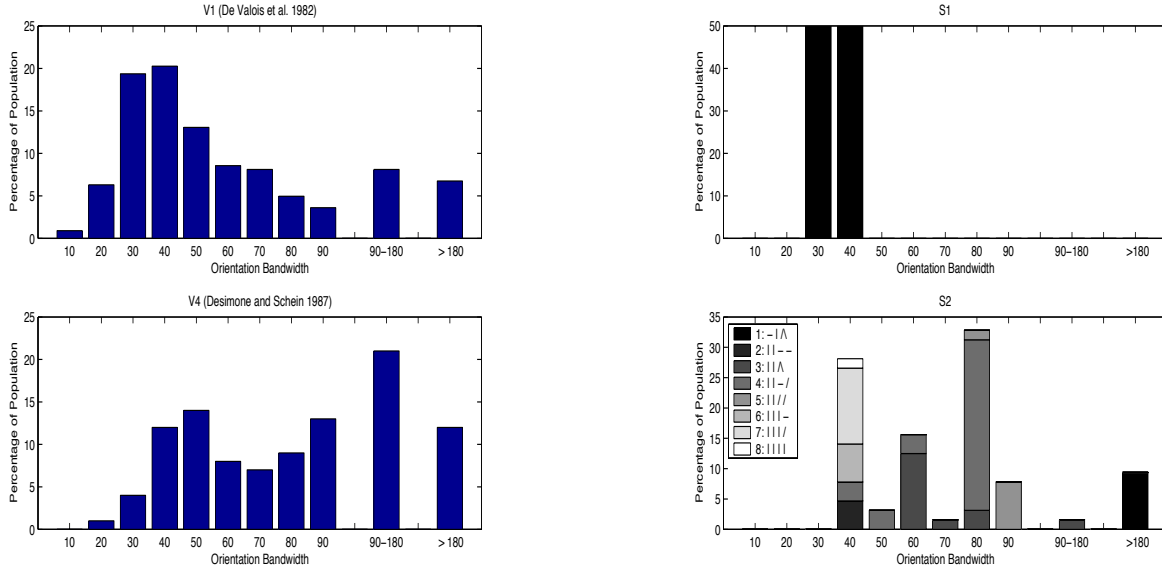 V1 (De Valois et al. 1982)
Percentage of Population
25
20
15
10
5
0
10 20 30 40 50 60 70 80 90 90-180 >180
Orientation Bandwidth
S1
Percentage of Population
50
40
30
20
10
0
10 20 30 40 50 60 70 80 90 90-180 >180
Orientation Bandwidth
V4 (Desimone and Schein 1987)
Percentage of Population
25
20
15
10
5
0
10 20 30 40 50 60 70 80 90 90-180 >180
Orientation Bandwidth
S2
Percentage of Population
35
30
25
20
15
10
5
0
1: - | / \
2: | | - -
3: | | / \
4: | | - /
5: | | / /
6: | | | -
7: | | | /
8: | | | |
10 20 30 40 50 60 70 80 90 90-180 >180
Orientation Bandwidth